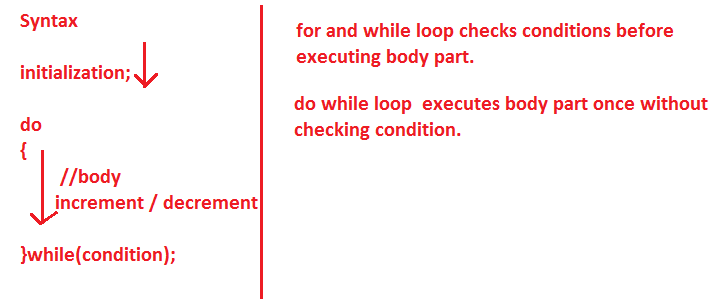 Syntax
initialization;
do
{
//body
increment / decrement
}while(condition);
for and while loop checks conditions before
executing body part.
do while loop executes body part once without
checking condition.